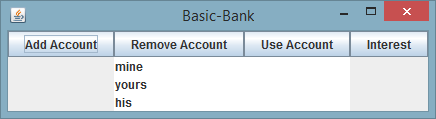 Basic-Bank
Add Account Remove Account Use Account Interest
mine
yours
his